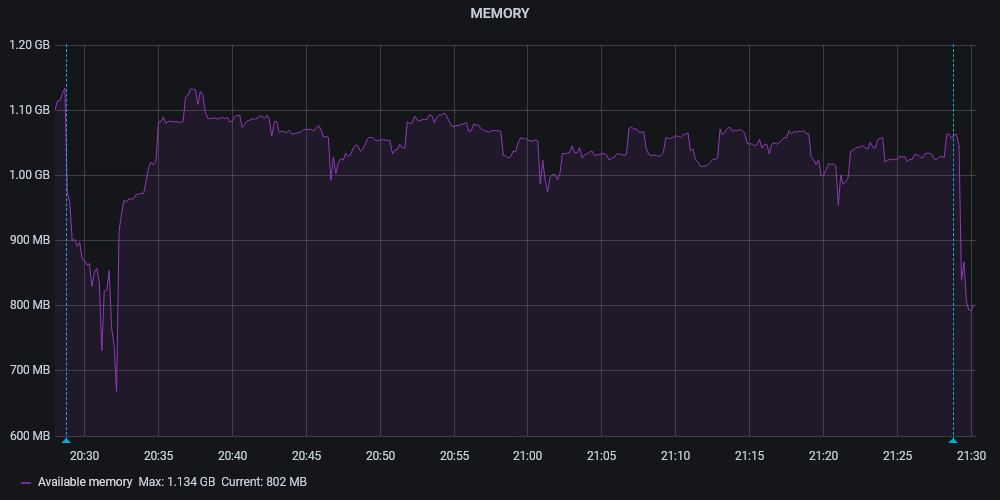 MEMORY
1.20 GB
1.10 GB
1.00 GB
900 MB
800 MB
700 MB
600 MB
20:30 20:35 20:40 20:45 20:50 20:55 21:00 21:05 21:10 21:15 21:20 21:25 21:30
Available memory Max: 1.134 GB Current: 802 MB